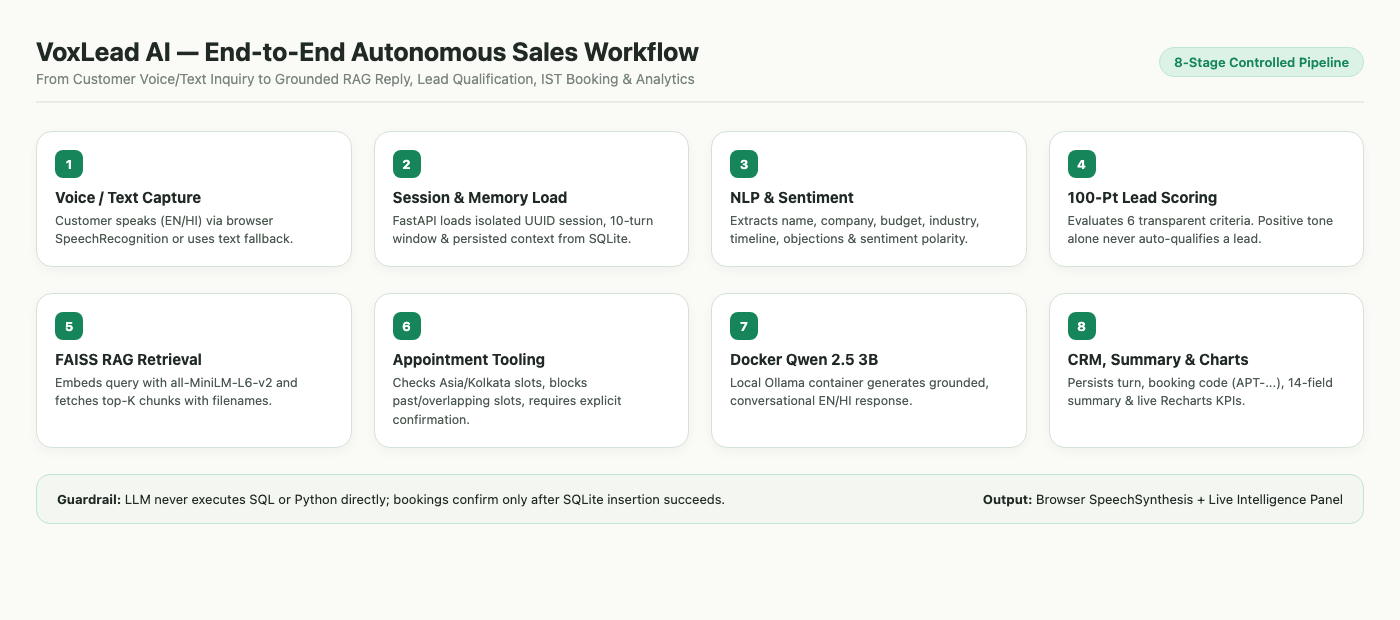 VoxLead AI — End-to-End Autonomous Sales Workflow
From Customer Voice/Text Inquiry to Grounded RAG Reply, Lead Qualification, IST Booking & Analytics
8-Stage Controlled Pipeline
1
Voice / Text Capture
Customer speaks (EN/HI) via browser
SpeechRecognition or uses text fallback.
2
Session & Memory Load
FastAPI loads isolated UUID session, 10-turn
window & persisted context from SQLite.
3
NLP & Sentiment
Extracts name, company, budget, industry,
timeline, objections & sentiment polarity.
4
100-Pt Lead Scoring
Evaluates 6 transparent criteria. Positive tone
alone never auto-qualifies a lead.
5
FAISS RAG Retrieval
Embeds query with all-MiniLM-L6-v2 and
fetches top-K chunks with filenames.
6
Appointment Tooling
Checks Asia/Kolkata slots, blocks
past/overlapping slots, requires explicit
confirmation.
7
Docker Qwen 2.5 3B
Local Ollama container generates grounded,
conversational EN/HI response.
8
CRM, Summary & Charts
Persists turn, booking code (APT-...), 14-field
summary & live Recharts KPIs.
Guardrail: LLM never executes SQL or Python directly; bookings confirm only after SQLite insertion succeeds.
Output: Browser SpeechSynthesis + Live Intelligence Panel